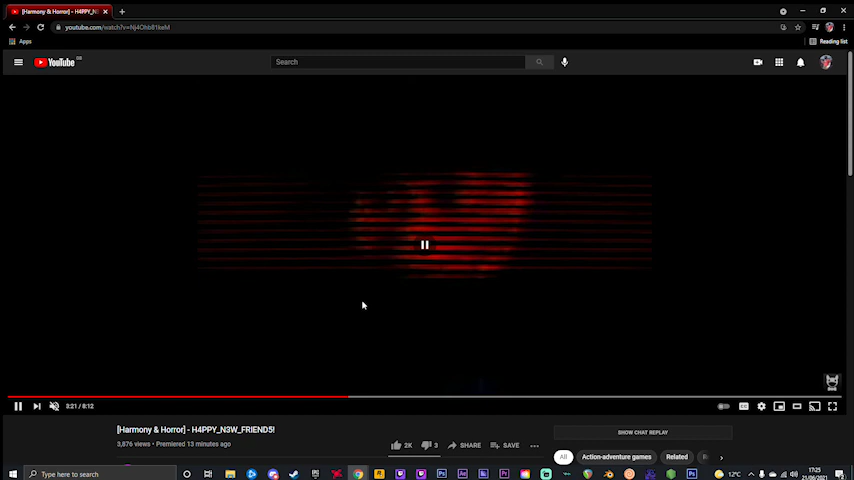 [Harmony & Horror] - H4PPY_N
youtube.com/watch?v=Nj4Ohb81keM
Apps
Reading list
YouTube GB
Search
3:21 / 8:12
[Harmony & Horror] - H4PPY_N3W_FRIEND5!
3,876 views • Premiered 13 minutes ago
2K
3
SHARE
SAVE
SHOW CHAT REPLAY
All
Action-adventure games
Related
Type here to search
12°C
17:25
21/06/2021